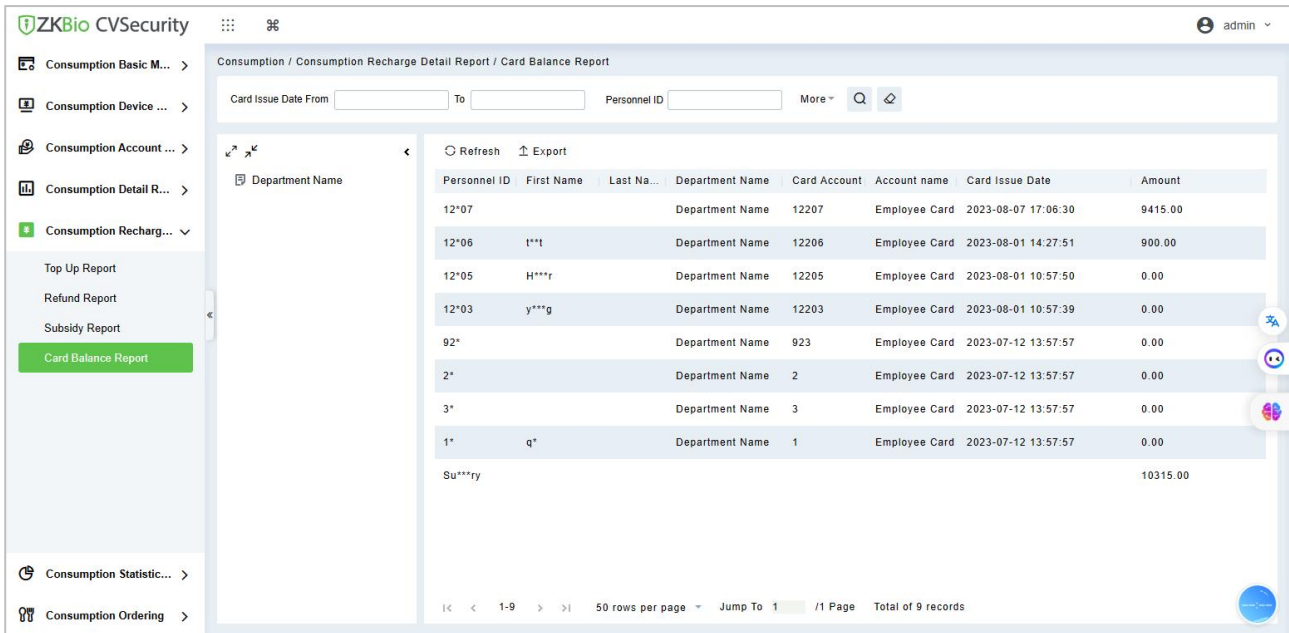 ZKBio CVSecurity
admin
Consumption Basic M...
Consumption Device ...
Consumption Account ...
Consumption Detail R...
Consumption Recharg...
Top Up Report
Refund Report
Subsidy Report
Card Balance Report
Consumption Statistic...
Consumption Ordering
Consumption / Consumption Recharge Detail Report / Card Balance Report
Card Issue Date From To Personnel ID More
Department Name
Refresh Export
Personnel ID First Name Last Na... Department Name Card Account Account name Card Issue Date Amount
12*07 Department Name 12207 Employee Card 2023-08-07 17:06:30 9415.00
12*06 t**t Department Name 12206 Employee Card 2023-08-01 14:27:51 900.00
12*05 H***r Department Name 12205 Employee Card 2023-08-01 10:57:50 0.00
12*03 y***g Department Name 12203 Employee Card 2023-08-01 10:57:39 0.00
92* Department Name 923 Employee Card 2023-07-12 13:57:57 0.00
2* Department Name 2 Employee Card 2023-07-12 13:57:57 0.00
3* Department Name 3 Employee Card 2023-07-12 13:57:57 0.00
1* q* Department Name 1 Employee Card 2023-07-12 13:57:57 0.00
Su***ry 10315.00
1-9 50 rows per page Jump To 1 /1 Page Total of 9 records